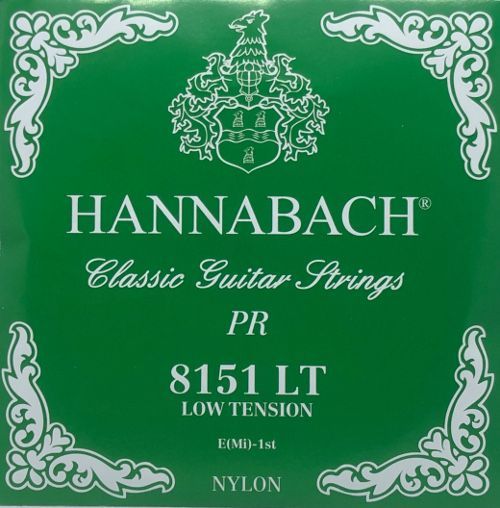 HANNABACH®
Classic Guitar Strings
PR
8151 LT
LOW TENSION
E(Mi)-1st
NYLON